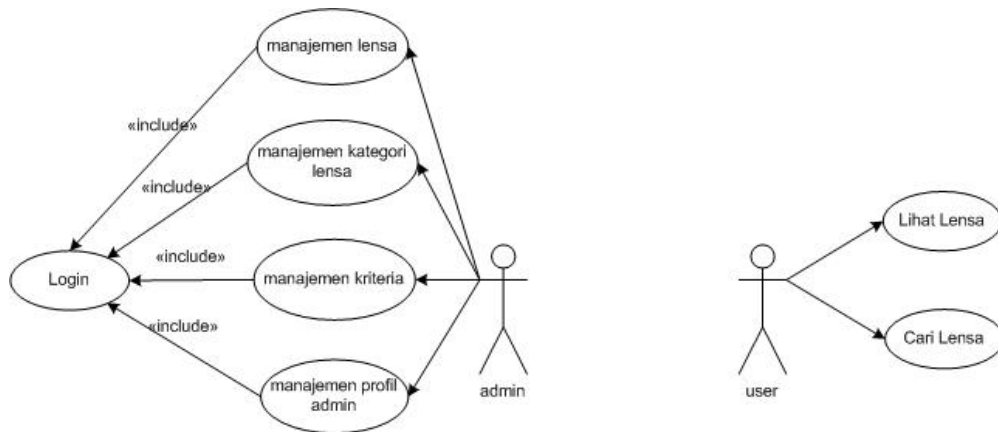 manajemen lensa
«include»
manajemen kategori
lensa
«include»
Lihat Lensa
Login
«include»
manajemen kriteria
«include»
Cari Lensa
manajemen profil
admin
admin
user